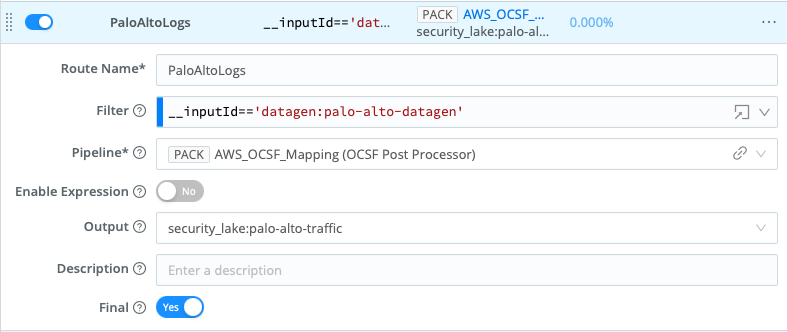 PaloAltoLogs __inputId=='dat... PACK AWS_OCSF_... 0.000% ...
security_lake:palo-al...
Route Name* PaloAltoLogs
Filter ? __inputId=='datagen:palo-alto-datagen'
Pipeline* ? PACK AWS_OCSF_Mapping (OCSF Post Processor)
Enable Expression ? No
Output ? security_lake:palo-alto-traffic
Description ? Enter a description
Final ? Yes